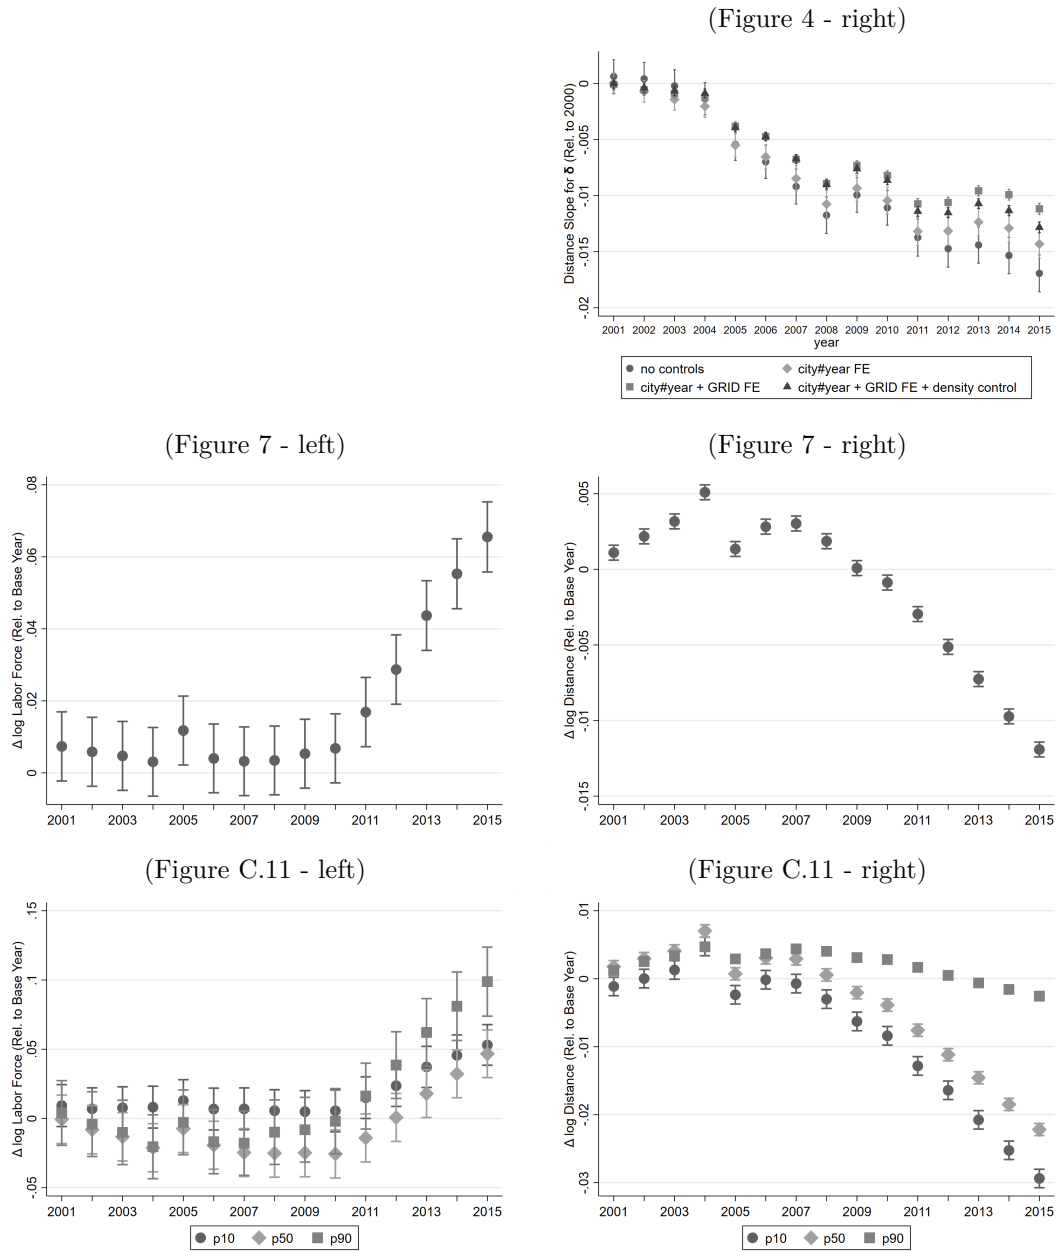 (Figure 4 - right)
Distance Slope for δ (Rel. to 2000)
0
-.005
-.01
-.015
-.02
2001 2002 2003 2004 2005 2006 2007 2008 2009 2010 2011 2012 2013 2014 2015
year
no controls city#year FE
city#year + GRID FE city#year + GRID FE + density control
(Figure 7 - left)
Δ log Labor Force (Rel. to Base Year)
.08
.06
.04
.02
0
2001 2003 2005 2007 2009 2011 2013 2015
(Figure 7 - right)
Δ log Distance (Rel. to Base Year)
.005
0
-.005
-.01
-.015
2001 2003 2005 2007 2009 2011 2013 2015
(Figure C.11 - left)
Δ log Labor Force (Rel. to Base Year)
.15
.1
.05
0
-.05
2001 2003 2005 2007 2009 2011 2013 2015
p10 p50 p90
(Figure C.11 - right)
Δ log Distance (Rel. to Base Year)
.01
0
-.01
-.02
-.03
2001 2003 2005 2007 2009 2011 2013 2015
p10 p50 p90